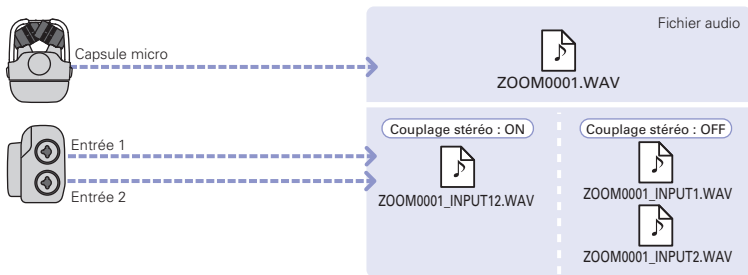 Fichier audio
Capsule micro
ZOOM0001.WAV
Couplage stéréo : ON
Couplage stéréo : OFF
Entrée 1
Entrée 2
ZOOM0001_INPUT12.WAV
ZOOM0001_INPUT1.WAV
ZOOM0001_INPUT2.WAV